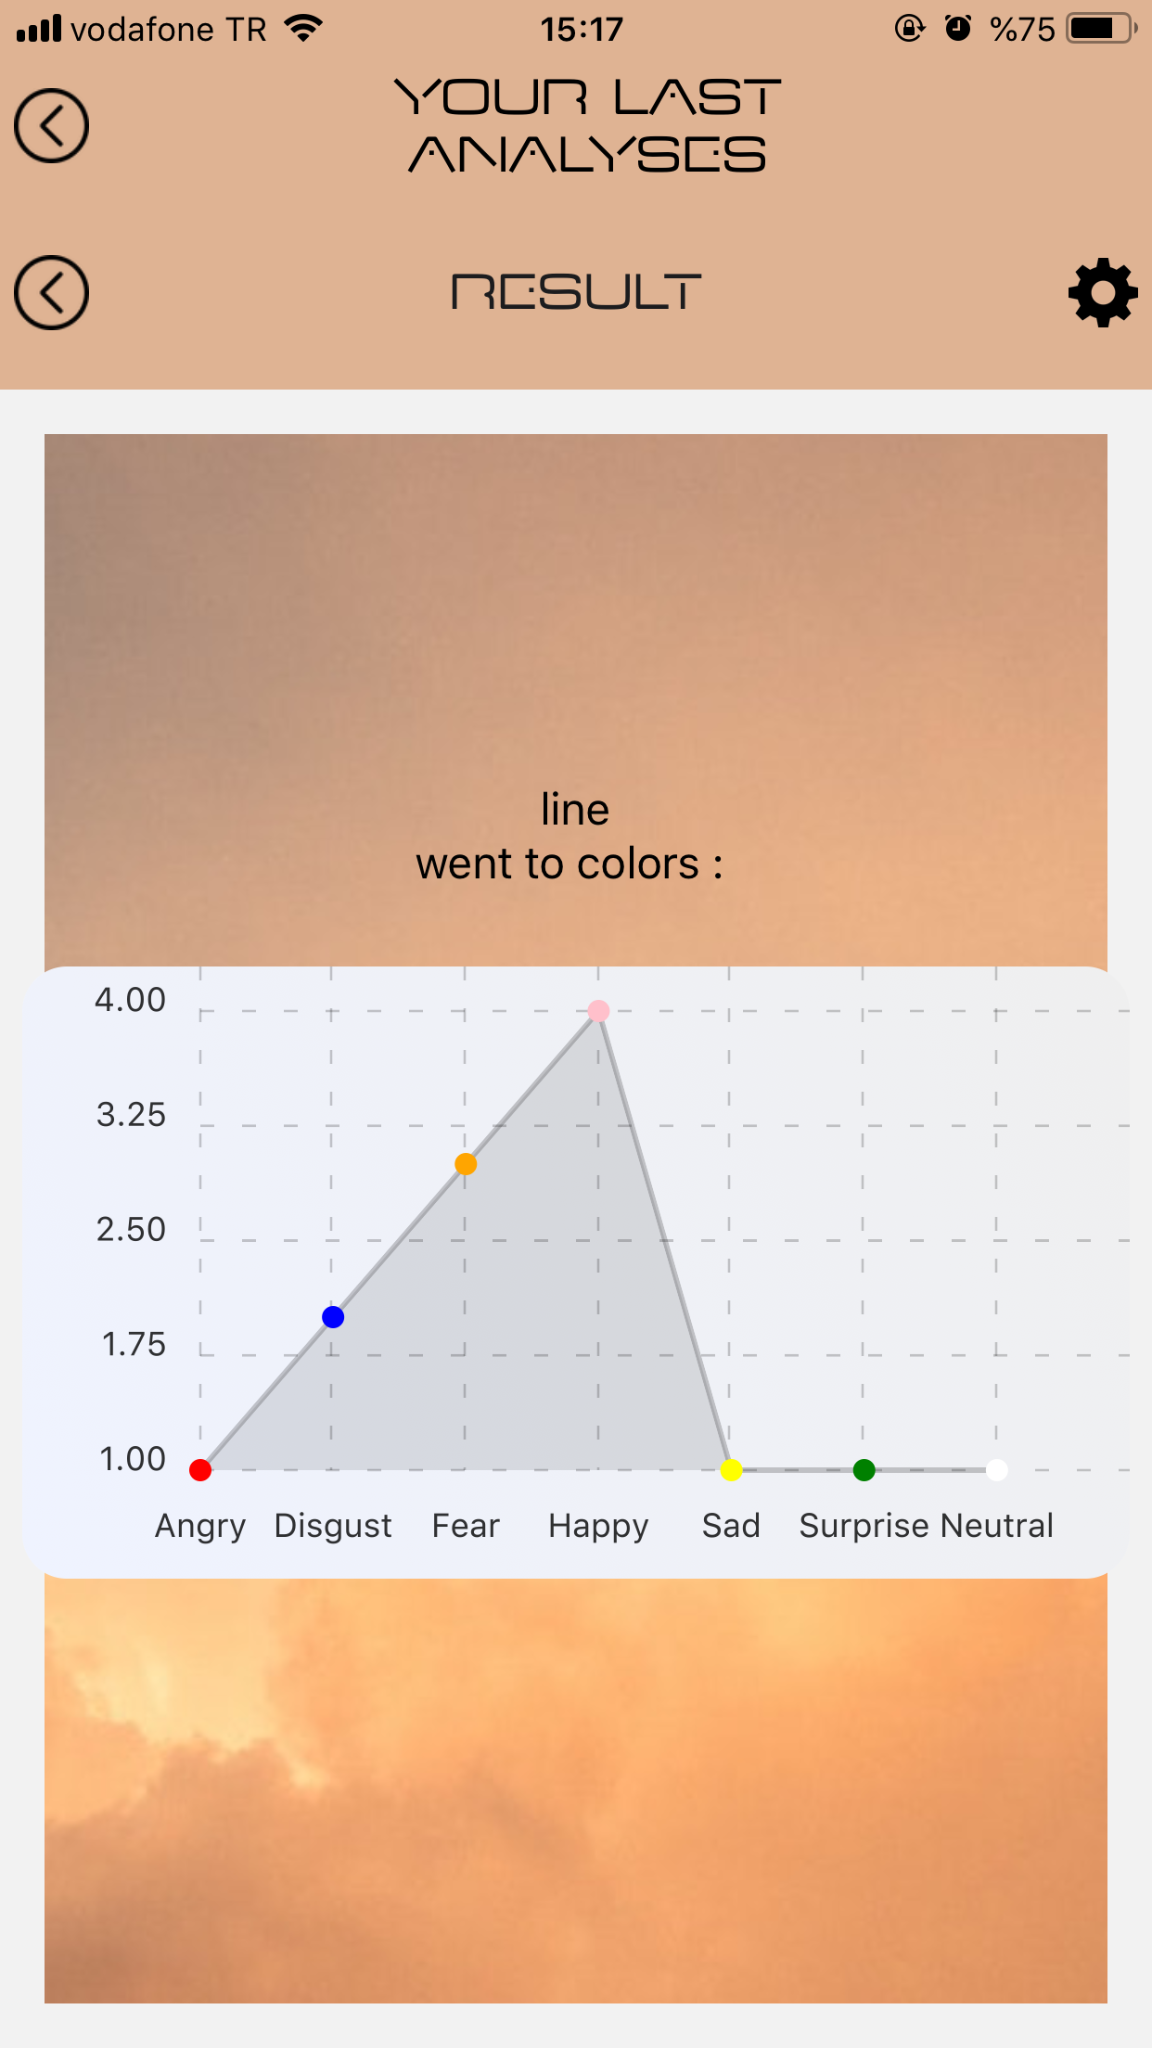 vodafone TR 15:17 %75
YOUR LAST
ANALYSES
RESULT
line
went to colors :
4.00
3.25
2.50
1.75
1.00
Angry Disgust Fear Happy Sad Surprise Neutral